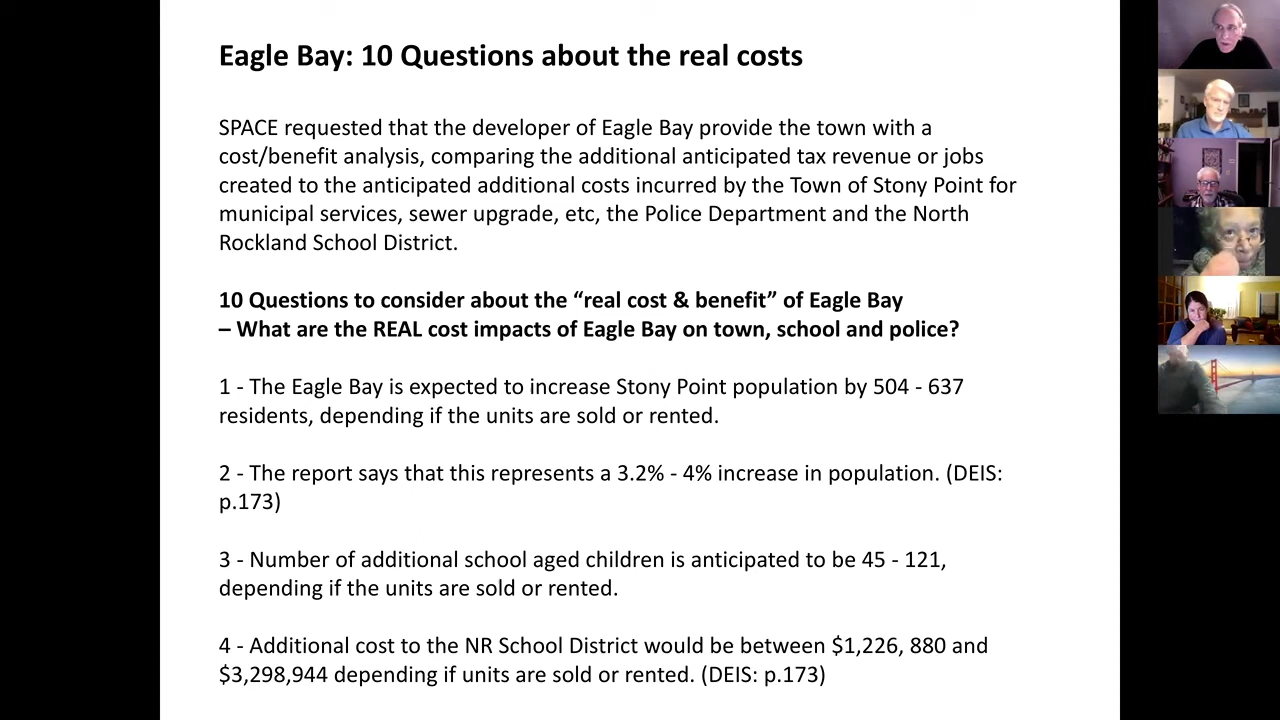 Eagle Bay: 10 Questions about the real costs
SPACE requested that the developer of Eagle Bay provide the town with a
cost/benefit analysis, comparing the additional anticipated tax revenue or jobs
created to the anticipated additional costs incurred by the Town of Stony Point for
municipal services, sewer upgrade, etc, the Police Department and the North
Rockland School District.
10 Questions to consider about the “real cost & benefit” of Eagle Bay
– What are the REAL cost impacts of Eagle Bay on town, school and police?
1 - The Eagle Bay is expected to increase Stony Point population by 504 - 637
residents, depending if the units are sold or rented.
2 - The report says that this represents a 3.2% - 4% increase in population. (DEIS:
p.173)
3 - Number of additional school aged children is anticipated to be 45 - 121,
depending if the units are sold or rented.
4 - Additional cost to the NR School District would be between $1,226, 880 and
$3,298,944 depending if units are sold or rented. (DEIS: p.173)